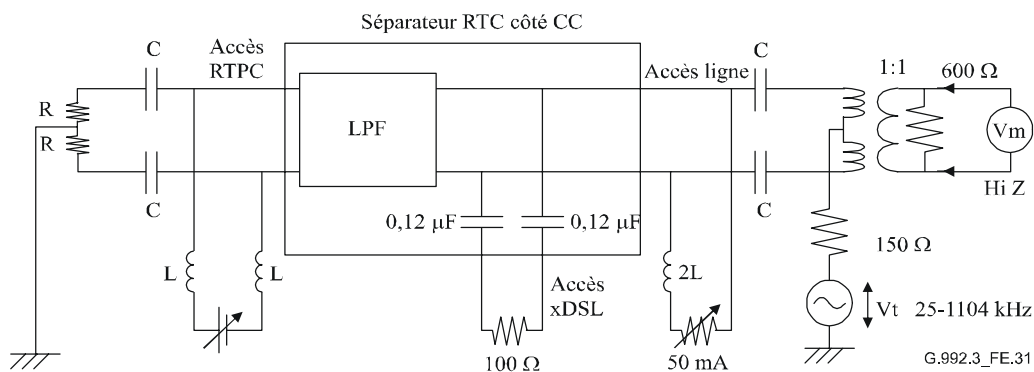 Séparateur RTC côté CC
C
Accès
RTPC
Accès ligne
C
1:1
600 Ω
R
R
LPF
Vm
Hi Z
C
C
0,12 µF
0,12 µF
150 Ω
L
L
2L
Accès
xDSL
Vt 25-1104 kHz
100 Ω
50 mA
G.992.3_FE.31